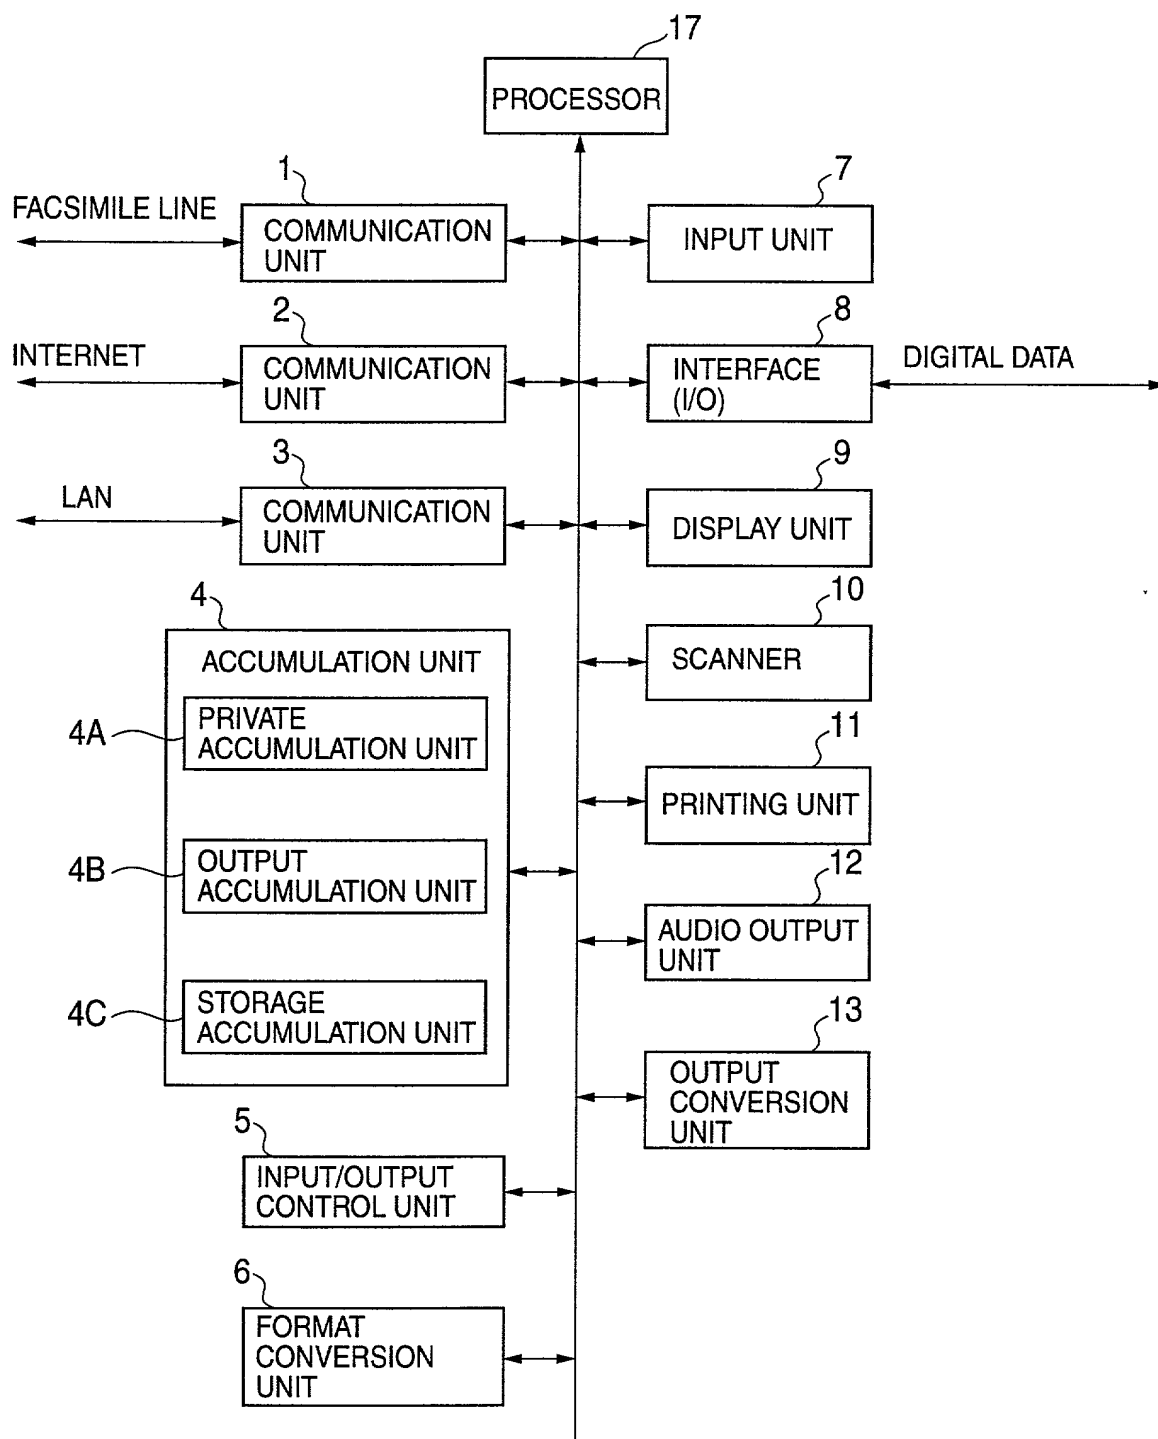 17
PROCESSOR
1
FACSIMILE LINE
COMMUNICATION
UNIT
7
INPUT UNIT
2
INTERNET
COMMUNICATION
UNIT
8
INTERFACE
(I/O)
DIGITAL DATA
3
LAN
COMMUNICATION
UNIT
9
DISPLAY UNIT
4
ACCUMULATION UNIT
4A
PRIVATE
ACCUMULATION UNIT
4B
OUTPUT
ACCUMULATION UNIT
4C
STORAGE
ACCUMULATION UNIT
10
SCANNER
11
PRINTING UNIT
12
AUDIO OUTPUT
UNIT
13
OUTPUT
CONVERSION
UNIT
5
INPUT/OUTPUT
CONTROL UNIT
6
FORMAT
CONVERSION
UNIT